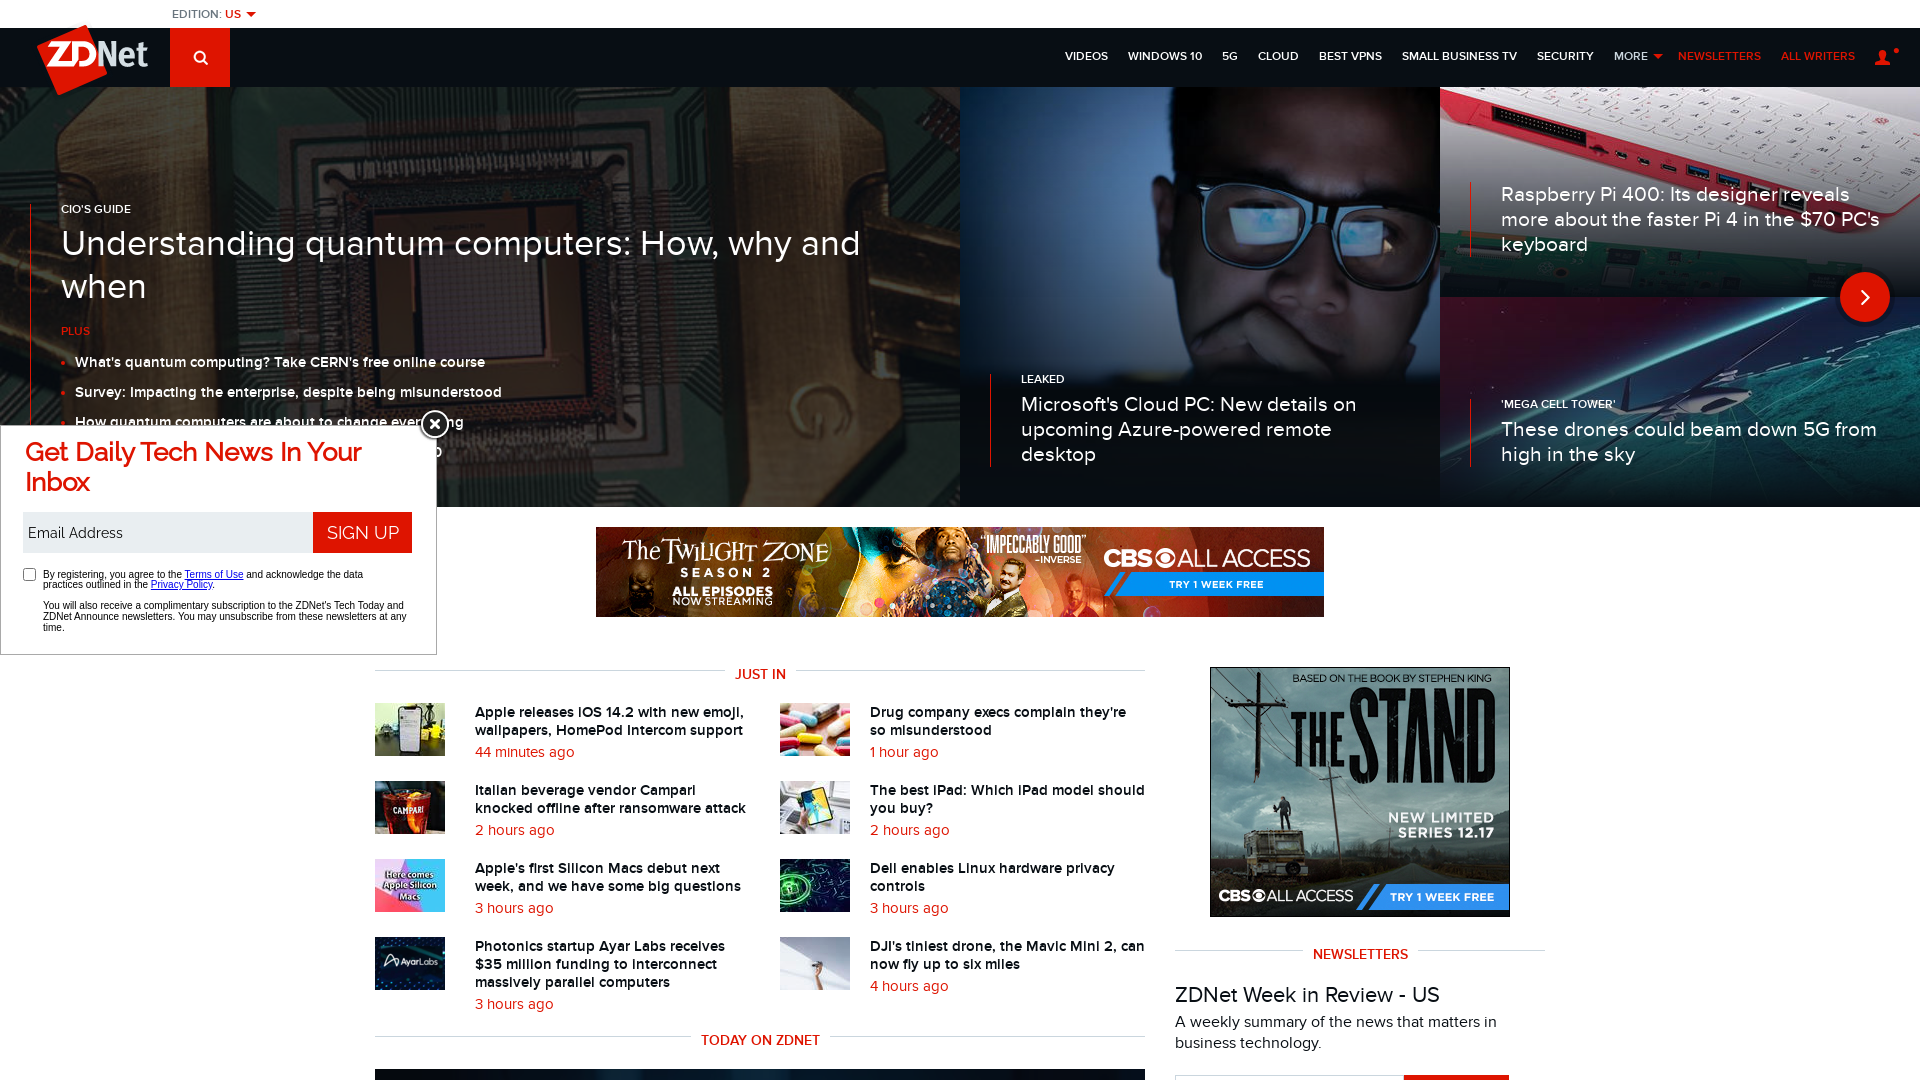 EDITION: US
ZDNet
VIDEOS WINDOWS 10 5G CLOUD BEST VPNS SMALL BUSINESS TV SECURITY MORE NEWSLETTERS ALL WRITERS
CIO'S GUIDE
Understanding quantum computers: How, why and
when
PLUS
What's quantum computing? Take CERN's free online course
Survey: Impacting the enterprise, despite being misunderstood
How quantum computers are about to change
LEAKED
Microsoft's Cloud PC: New details on
upcoming Azure-powered remote
desktop
Raspberry Pi 400: Its designer reveals
more about the faster Pi 4 in the $70 PC's
keyboard
'MEGA CELL TOWER'
These drones could beam down 5G from
high in the sky
Get Daily Tech News In Your
Inbox
Email Address
SIGN UP
By registering, you agree to the Terms of Use and acknowledge the data
practices outlined in the Privacy Policy.
You will also receive a complimentary subscription to the ZDNet's Tech Today and
ZDNet Announce newsletters. You may unsubscribe from these newsletters at any
time.
The TWILIGHT ZONE
SEASON 2
ALL EPISODES
NOW STREAMING
"IMPECCABLY GOOD"
–INVERSE
CBS ALL ACCESS
TRY 1 WEEK FREE
JUST IN
Apple releases iOS 14.2 with new emoji,
wallpapers, HomePod Intercom support
44 minutes ago
Drug company execs complain they're
so misunderstood
1 hour ago
CAMPARI
Italian beverage vendor Campari
knocked offline after ransomware attack
2 hours ago
The best iPad: Which iPad model should
you buy?
2 hours ago
Here comes
Apple Silicon
Macs
Apple's first Silicon Macs debut next
week, and we have some big questions
3 hours ago
Dell enables Linux hardware privacy
controls
3 hours ago
AyarLabs
Photonics startup Ayar Labs receives
$35 million funding to interconnect
massively parallel computers
3 hours ago
DJI's tiniest drone, the Mavic Mini 2, can
now fly up to six miles
4 hours ago
TODAY ON ZDNET
BASED ON THE BOOK BY STEPHEN KING
THE STAND
NEW LIMITED
SERIES 12.17
CBS ALL ACCESS
TRY 1 WEEK FREE
NEWSLETTERS
ZDNet Week in Review - US
A weekly summary of the news that matters in
business technology.